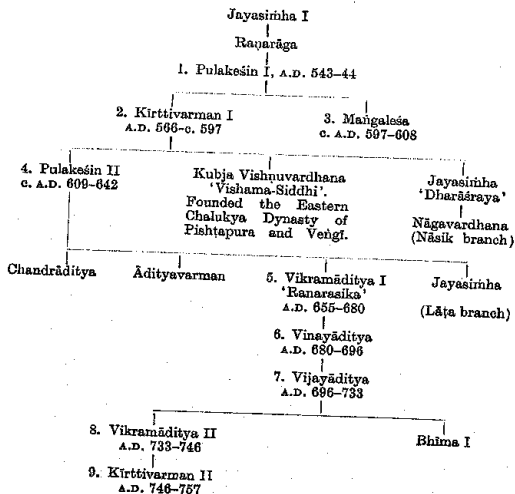 Jayasiṁha I
Raṇarāga
1. Pulakeśin I, A.D. 543–44
2. Kīrttivarman I
A.D. 566–c. 597
3. Maṅgaleśa
c. A.D. 597–608
4. Pulakeśin II
c. A.D. 609–642
Kubja Vishṇuvardhana
'Vishama-Siddhi'.
Founded the Eastern
Chalukya Dynasty of
Pishṭapura and Veṅgī.
Jayasiṁha
'Dharāśraya'
Nāgavardhana
(Nāsik branch)
Chandrāditya
Ādityavarman
5. Vikramāditya I
'Ranarasika'
A.D. 655–680
Jayasiṁha
(Lāṭa branch)
6. Vinayāditya
A.D. 680–696
7. Vijayāditya
A.D. 696–733
8. Vikramāditya II
A.D. 733–746
Bhīma I
9. Kīrttivarman II
A.D. 746–757